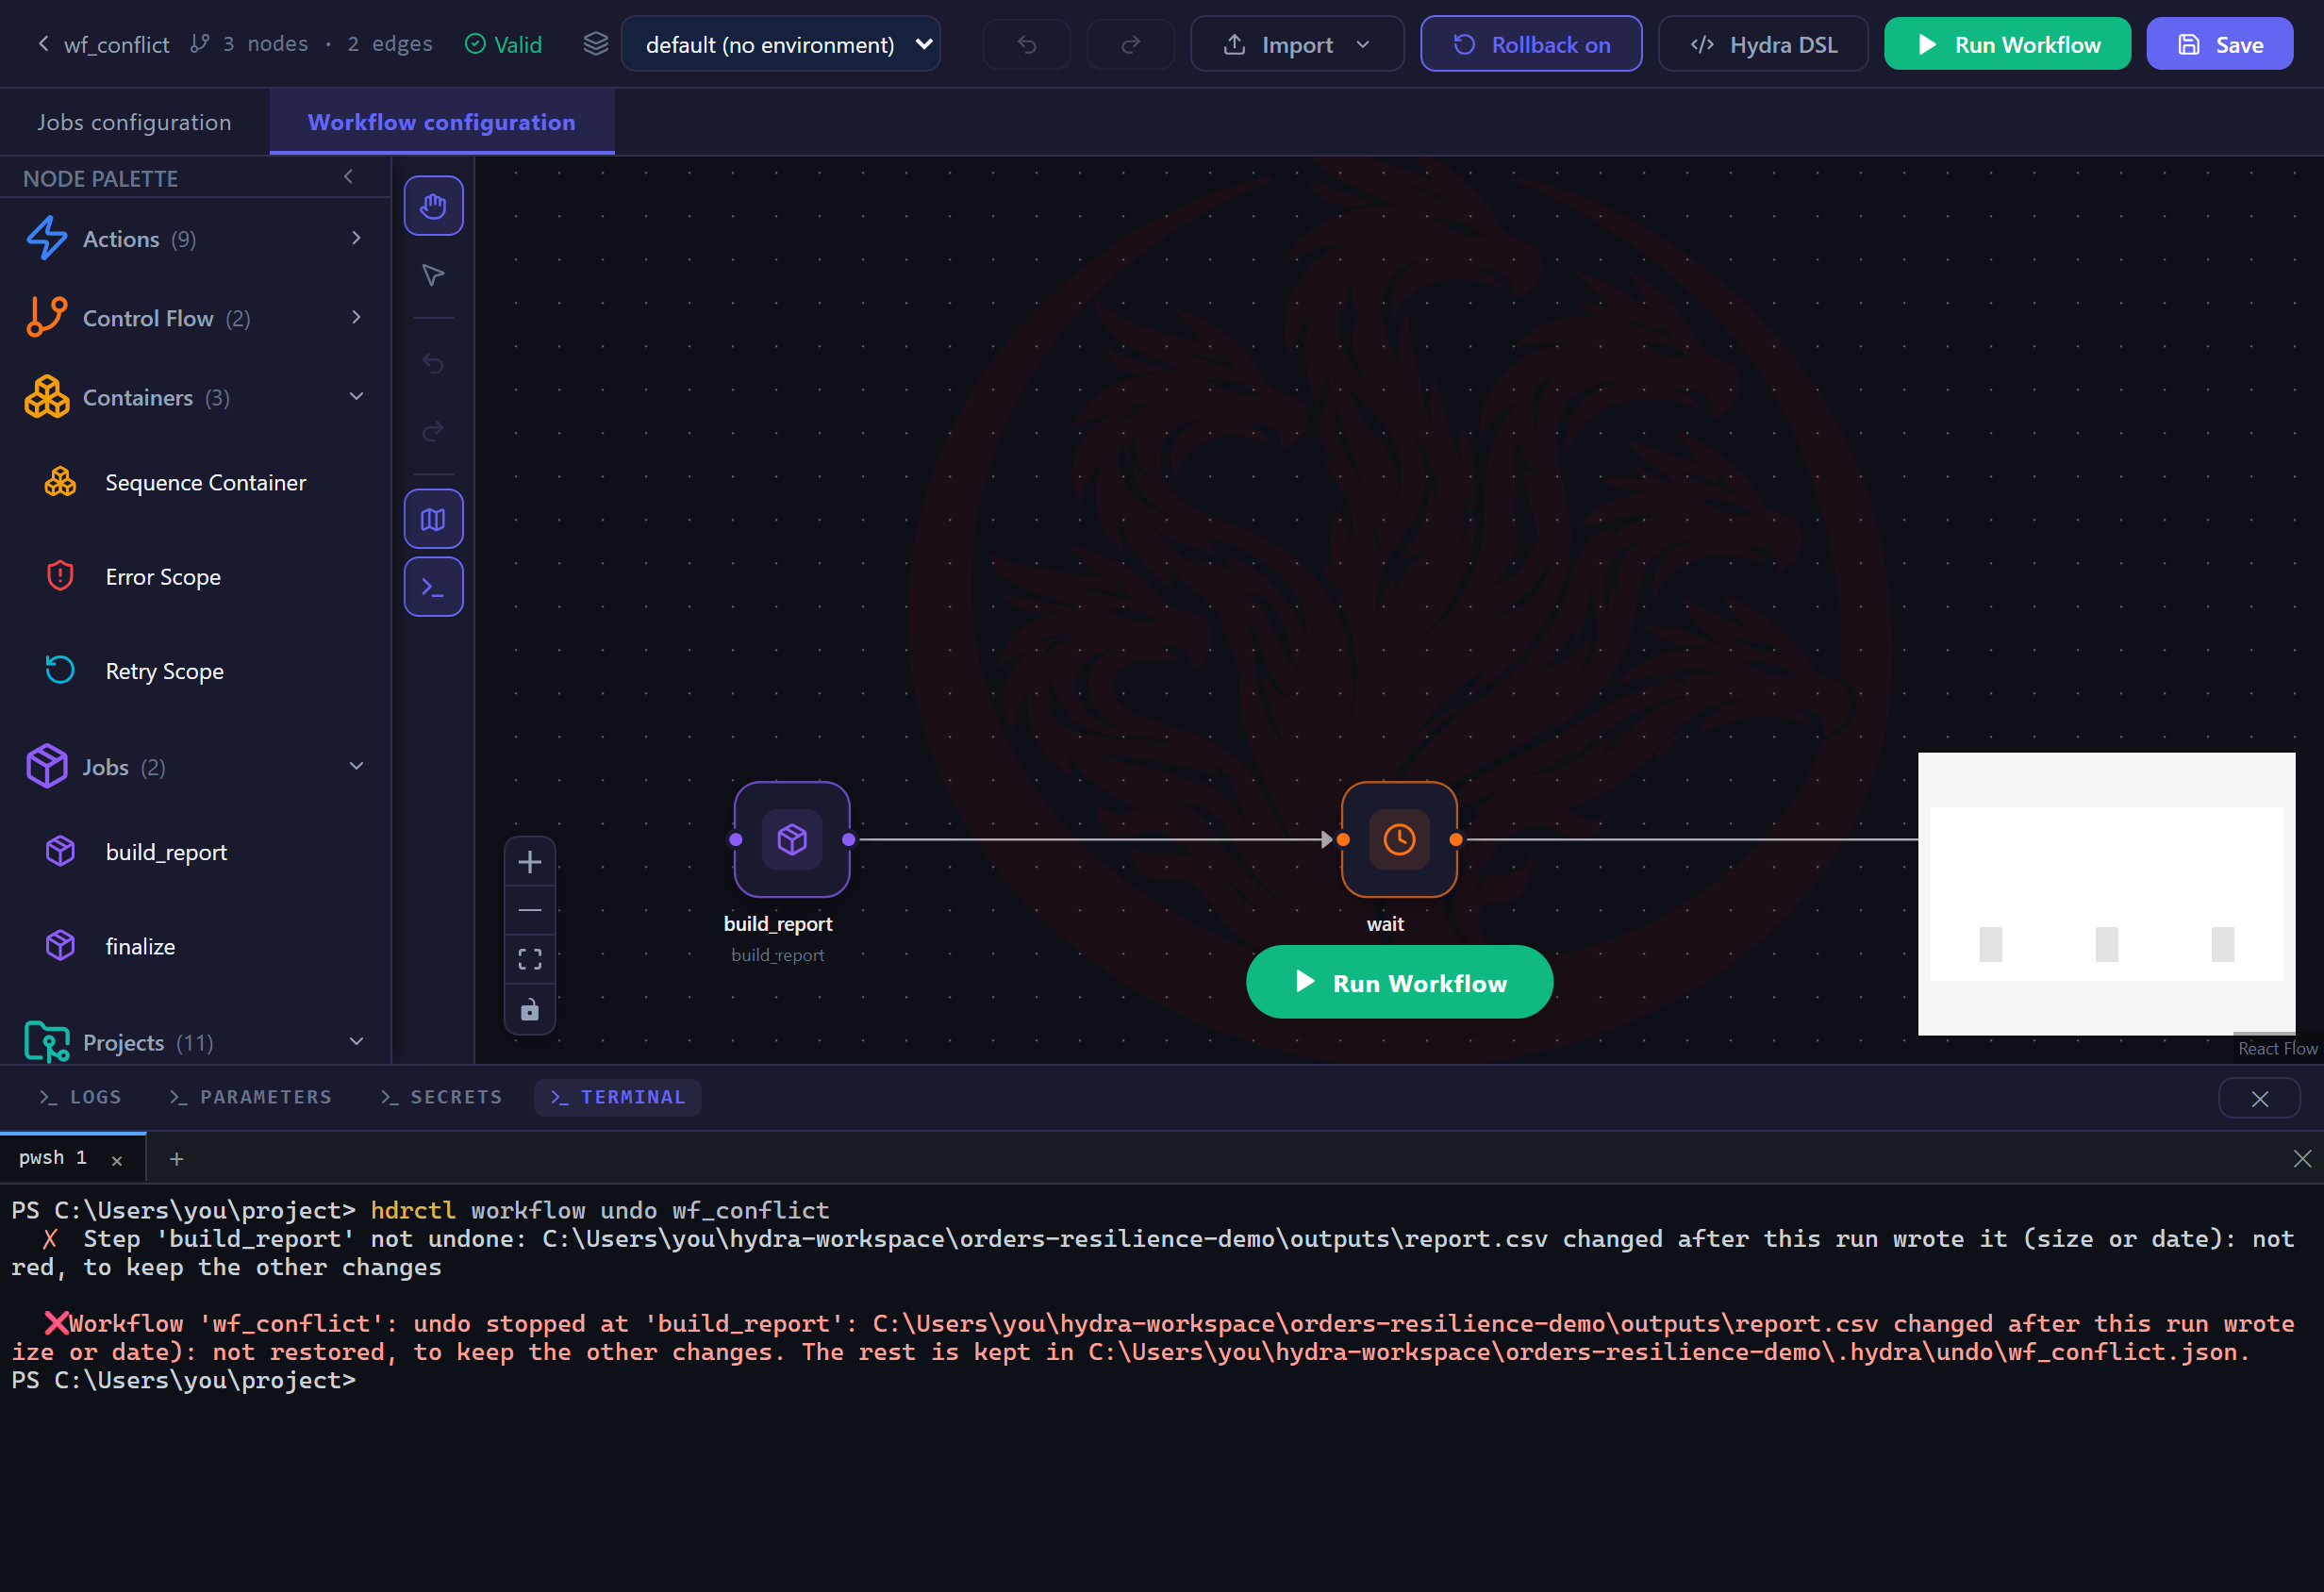 wf_conflict 3 nodes · 2 edges Valid default (no environment) Import Rollback on Hydra DSL Run Workflow Save
Jobs configuration Workflow configuration
NODE PALETTE
Actions (9)
Control Flow (2)
Containers (3)
Sequence Container
Error Scope
Retry Scope
Jobs (2)
build_report
finalize
Projects (11)
build_report
build_report
wait
Run Workflow
React Flow
LOGS PARAMETERS SECRETS TERMINAL
pwsh 1 × +
PS C:\Users\you\project> hdrctl workflow undo wf_conflict
✗ Step 'build_report' not undone: C:\Users\you\hydra-workspace\orders-resilience-demo\outputs\report.csv changed after this run wrote it (size or date): not
red, to keep the other changes
❌Workflow 'wf_conflict': undo stopped at 'build_report': C:\Users\you\hydra-workspace\orders-resilience-demo\outputs\report.csv changed after this run wrote
ize or date): not restored, to keep the other changes. The rest is kept in C:\Users\you\hydra-workspace\orders-resilience-demo\.hydra\undo\wf_conflict.json.
PS C:\Users\you\project>